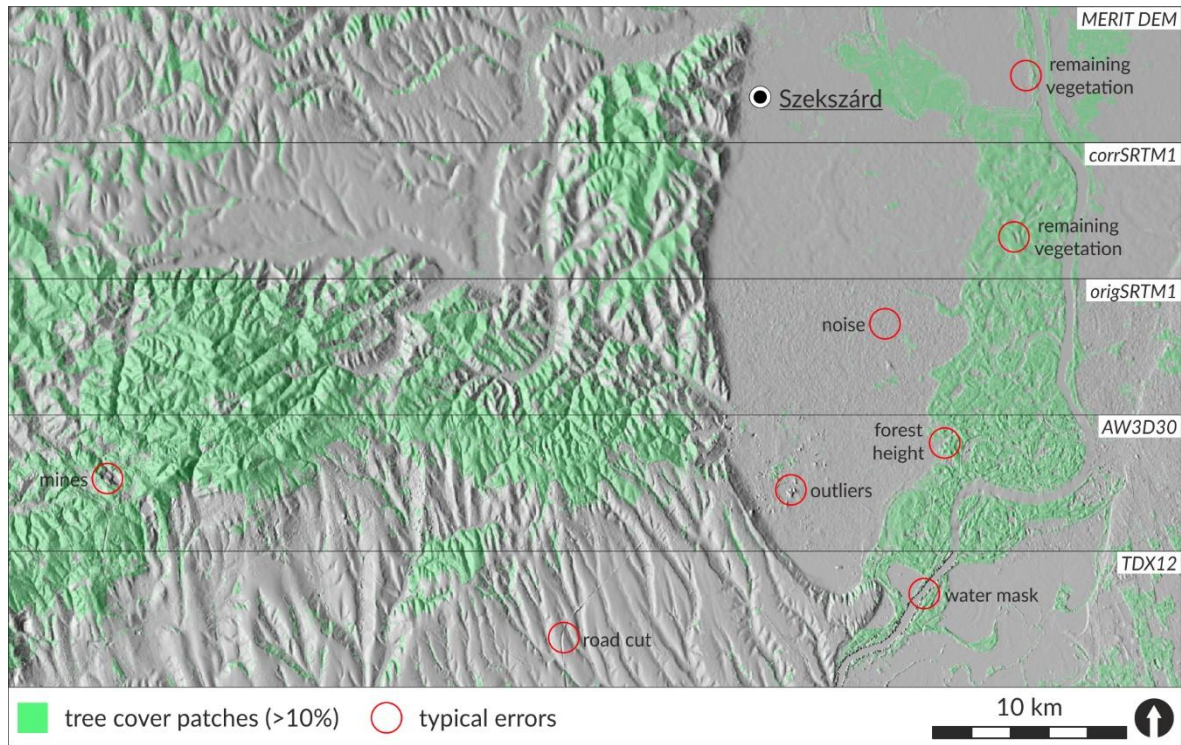 MERIT DEM
remaining
vegetation
Szekszárd
corrSRTM1
remaining
vegetation
origSRTM1
noise
AW3D30
forest
height
mines
outliers
TDX12
water mask
road cut
tree cover patches (>10%)
typical errors
10 km